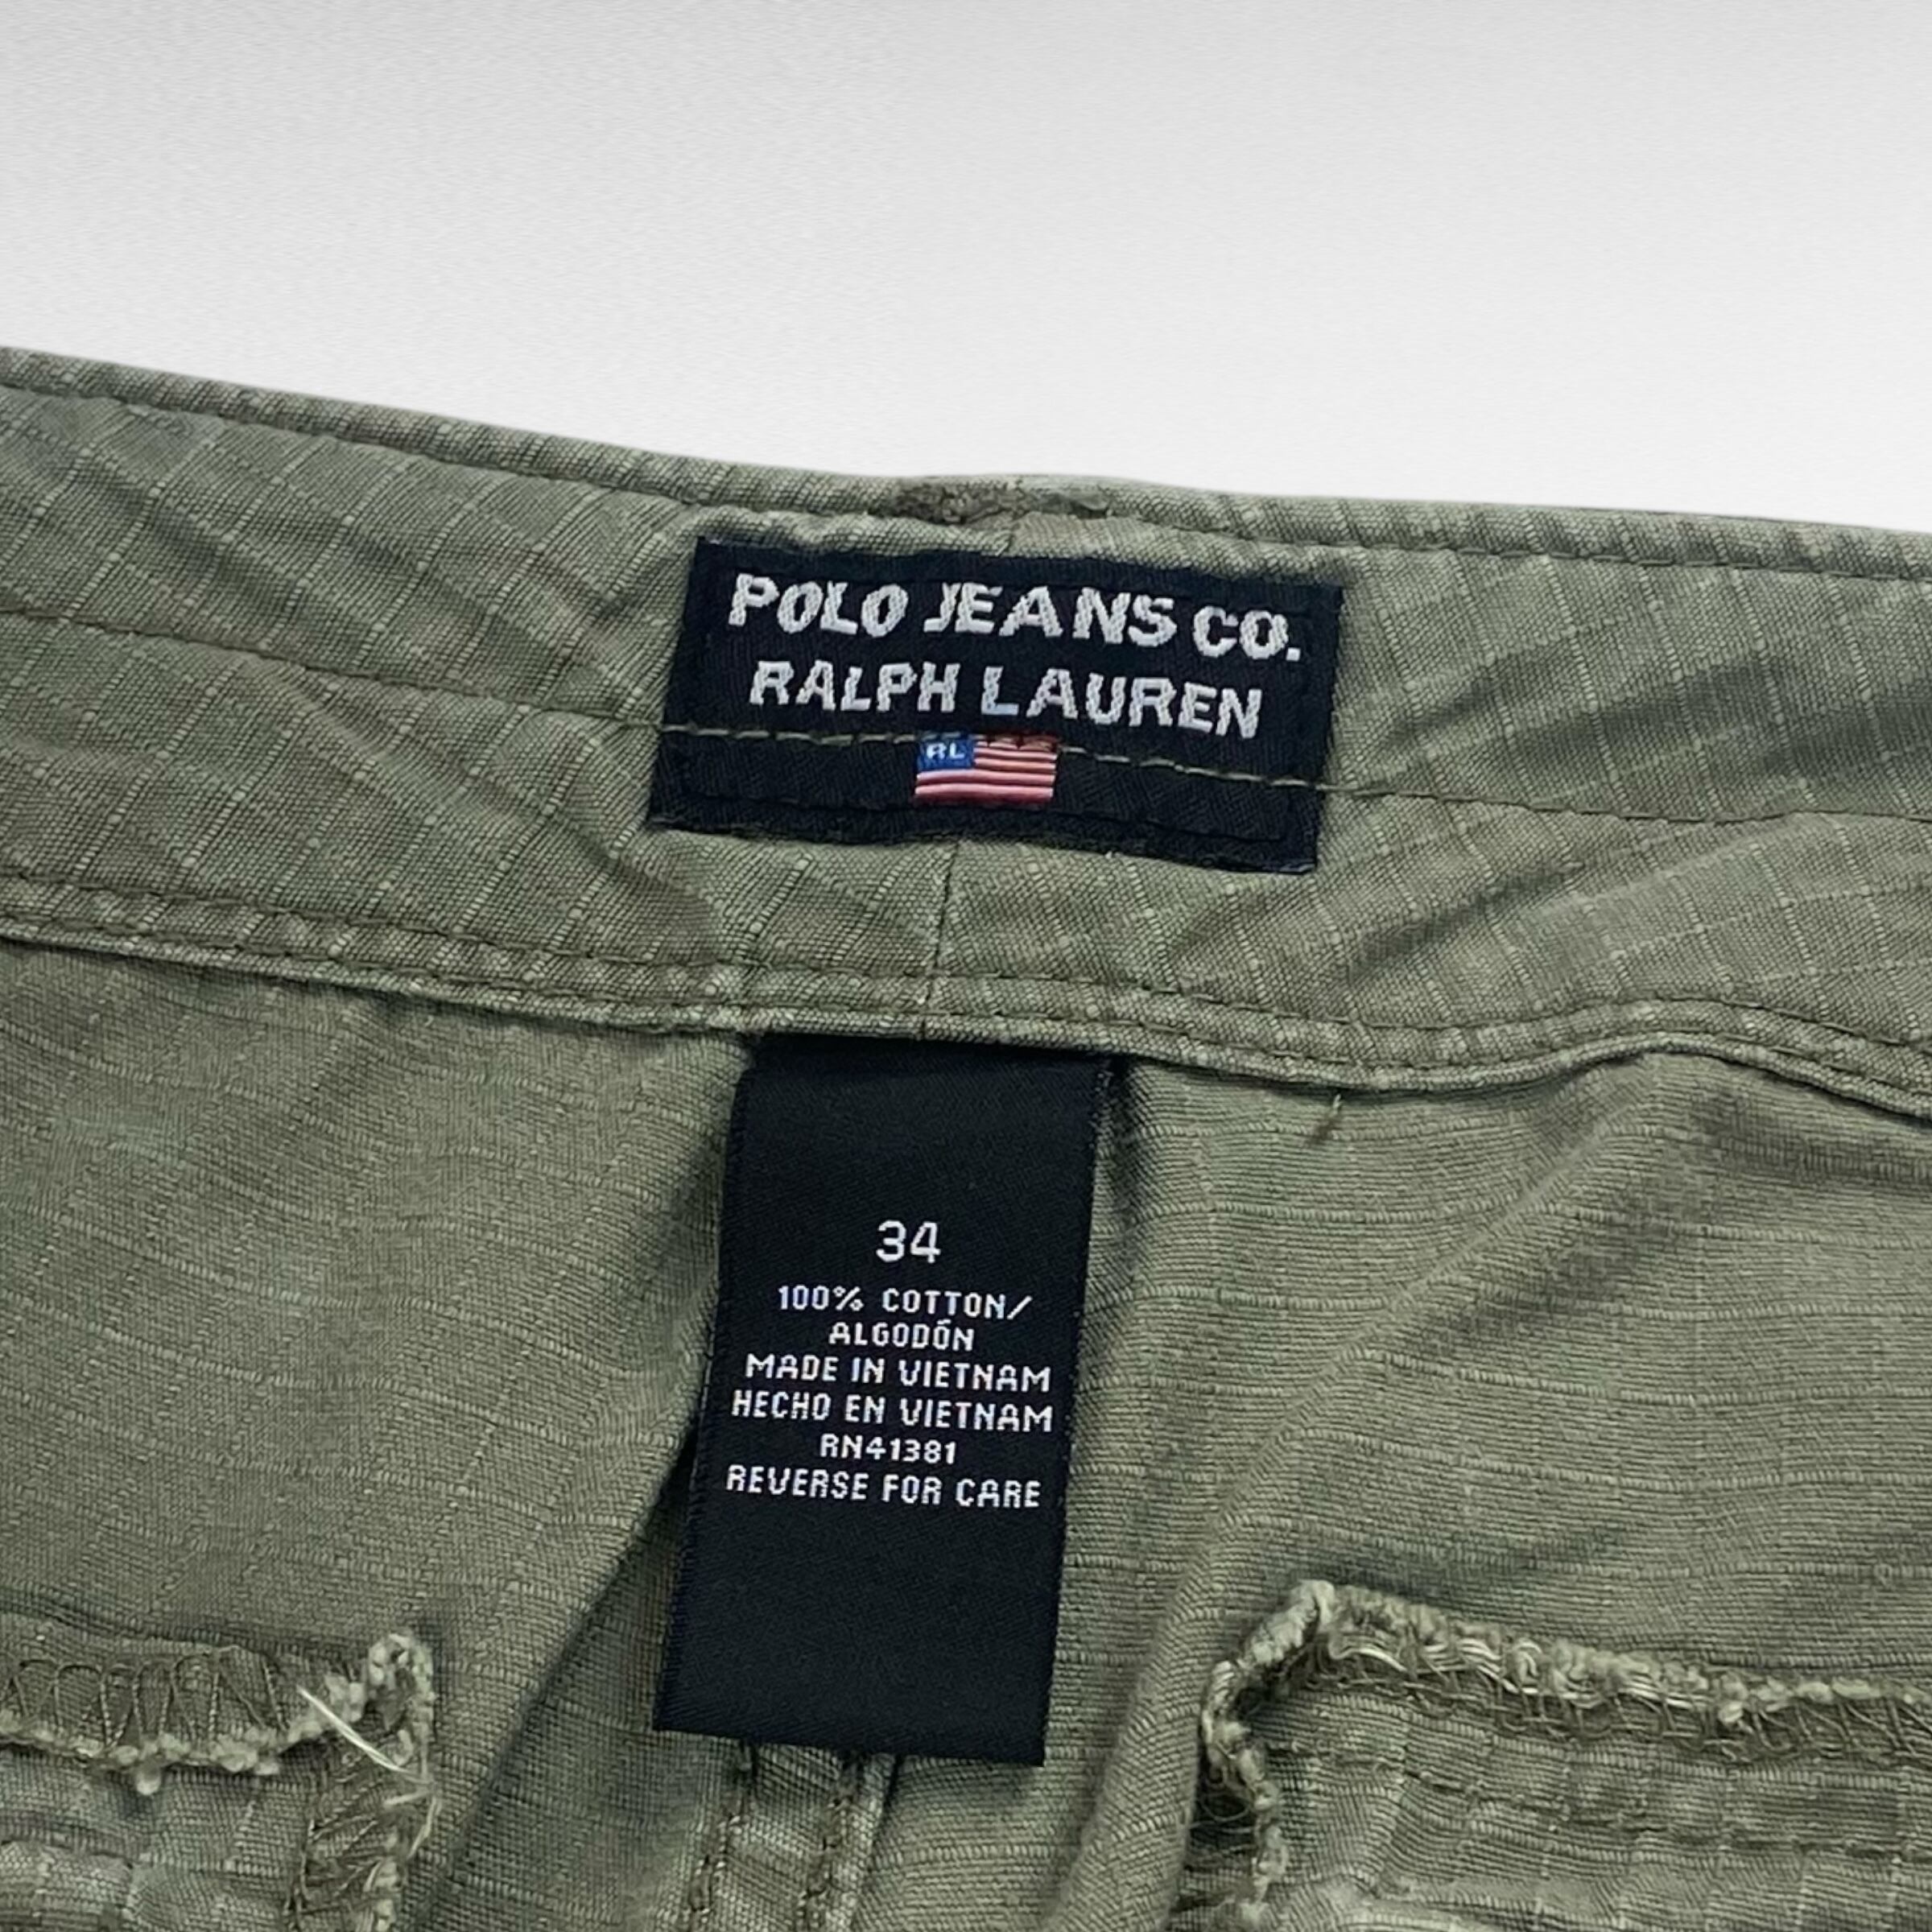 POLO JEANS CO.
RALPH LAUREN
RL
34
100% COTTON/
ALGODÓN
MADE IN VIETNAM
HECHO EN VIETNAM
RN41381
REVERSE FOR CARE